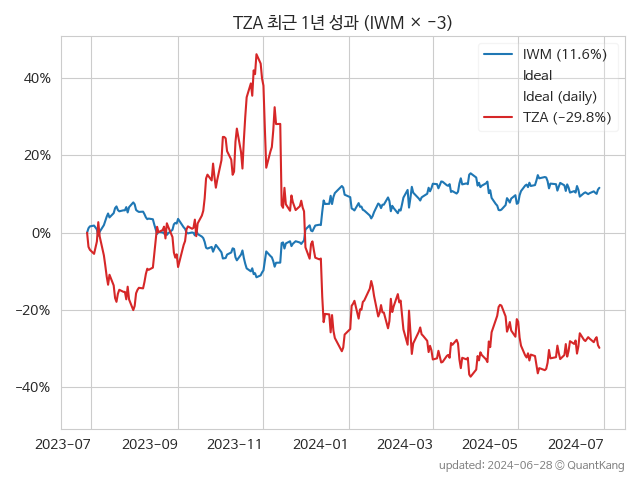 TZA 최근 1년 성과 (IWM × −3)
IWM (11.6%)
Ideal
Ideal (daily)
TZA (−29.8%)
40%
20%
0%
−20%
−40%
2023-07
2023-09
2023-11
2024-01
2024-03
2024-05
2024-07
updated: 2024-06-28 © QuantKang